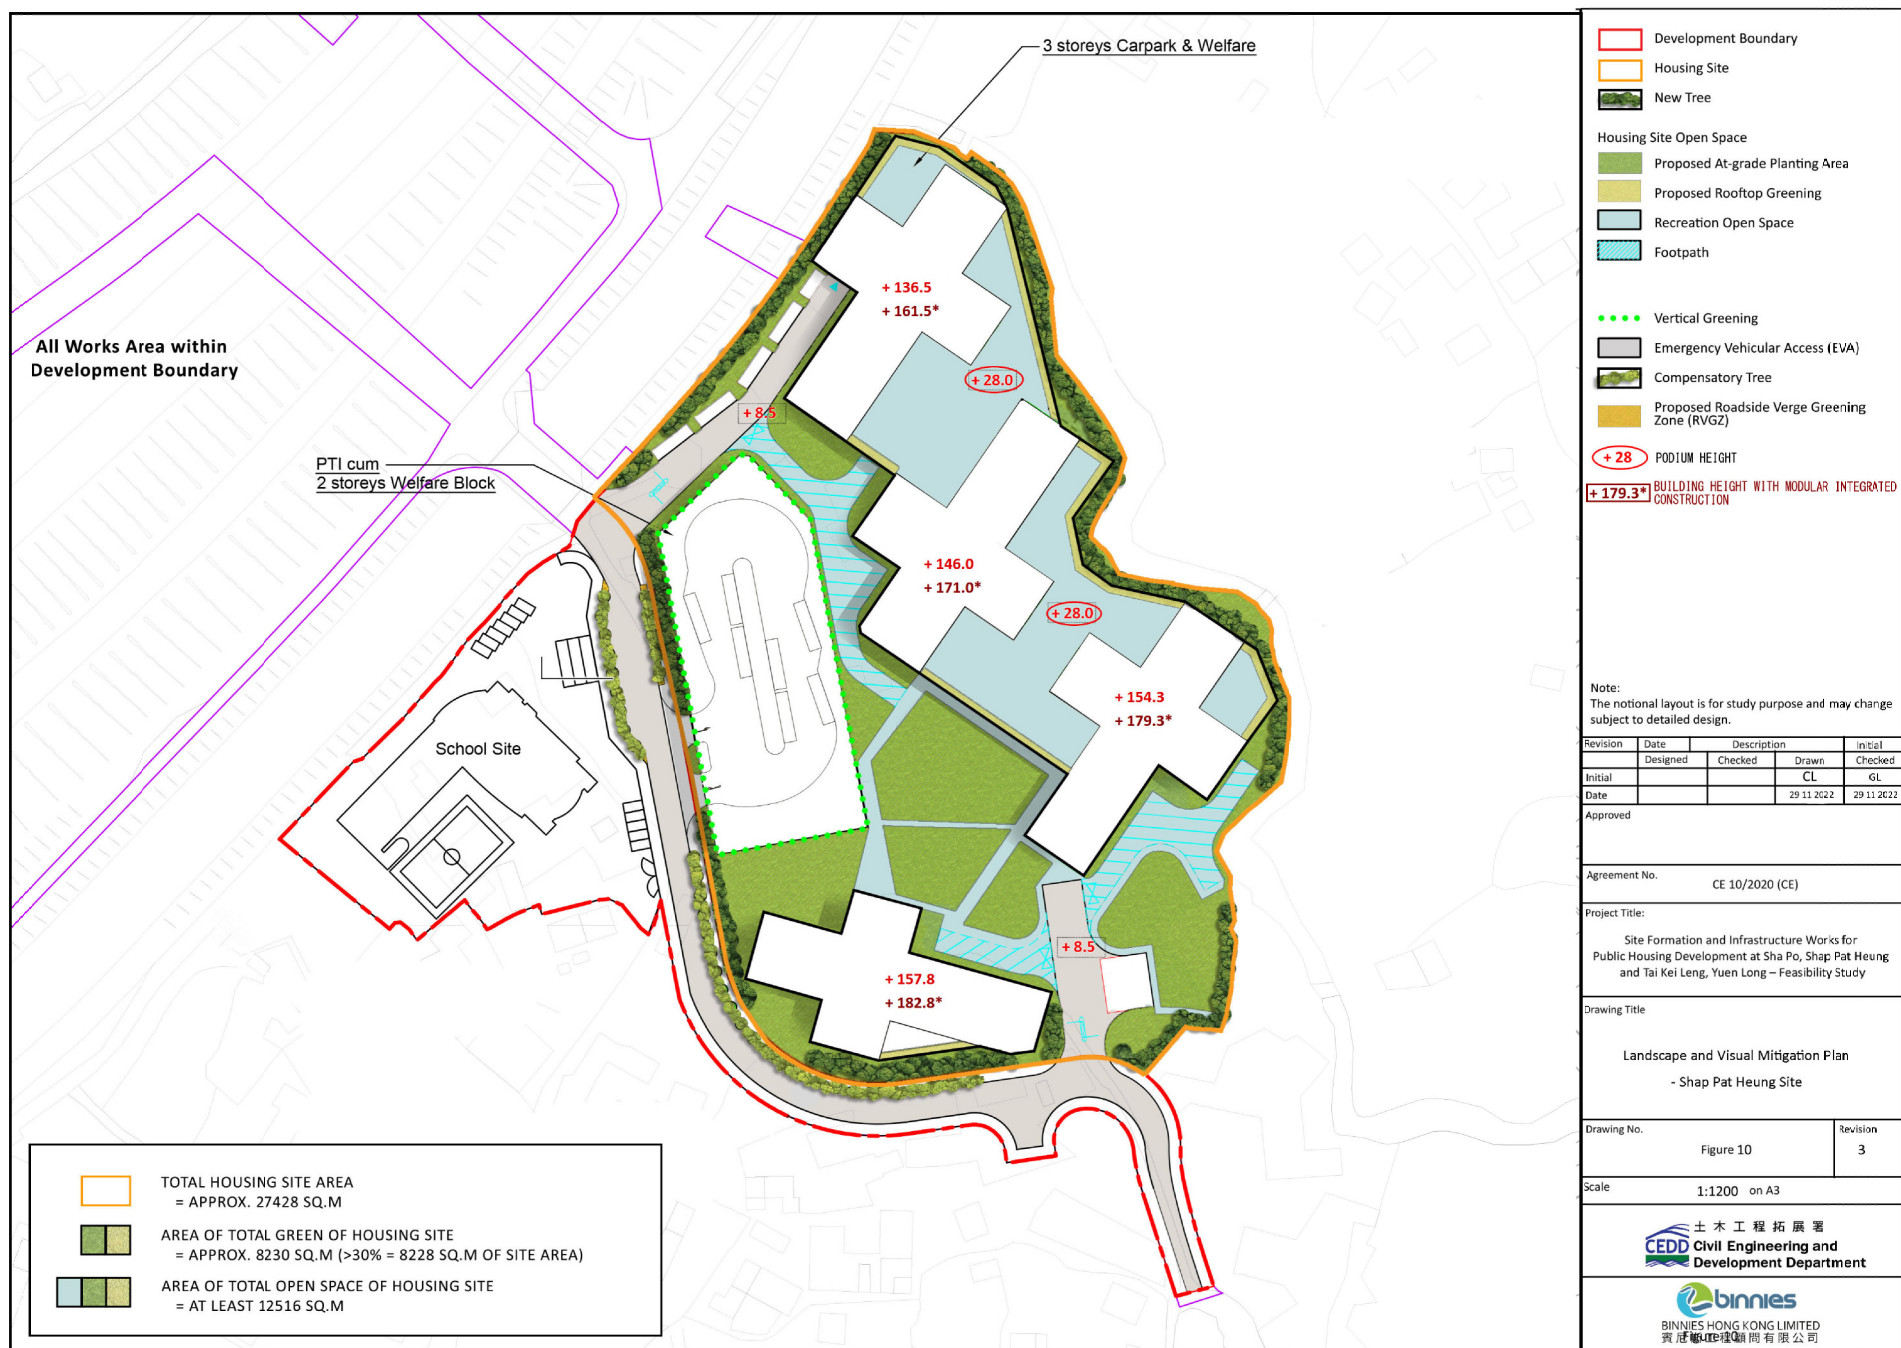 3 storeys Carpark & Welfare
All Works Area within
Development Boundary
+ 136.5
+ 161.5*
+ 28.0
+ 8.5
PTI cum
2 storeys Welfare Block
+ 146.0
+ 171.0*
+ 28.0
+ 154.3
+ 179.3*
School Site
+ 8.5
+ 157.8
+ 182.8*
TOTAL HOUSING SITE AREA
= APPROX. 27428 SQ.M
AREA OF TOTAL GREEN OF HOUSING SITE
= APPROX. 8230 SQ.M (>30% = 8228 SQ.M OF SITE AREA)
AREA OF TOTAL OPEN SPACE OF HOUSING SITE
= AT LEAST 12516 SQ.M
Development Boundary
Housing Site
New Tree
Housing Site Open Space
Proposed At-grade Planting Area
Proposed Rooftop Greening
Recreation Open Space
Footpath
Vertical Greening
Emergency Vehicular Access (EVA)
Compensatory Tree
Proposed Roadside Verge Greening
Zone (RVGZ)
+ 28 PODIUM HEIGHT
+ 179.3* BUILDING HEIGHT WITH MODULAR INTEGRATED
CONSTRUCTION
Note:
The notional layout is for study purpose and may change
subject to detailed design.
Revision Date Description Initial
Designed Checked Drawn Checked
Initial CL GL
Date 29 11 2022 29 11 2022
Approved
Agreement No.
CE 10/2020 (CE)
Project Title:
Site Formation and Infrastructure Works for
Public Housing Development at Sha Po, Shap Pat Heung
and Tai Kei Leng, Yuen Long – Feasibility Study
Drawing Title
Landscape and Visual Mitigation Plan
- Shap Pat Heung Site
Drawing No. Revision
Figure 10 3
Scale 1:1200 on A3
土木工程拓展署
CEDD Civil Engineering and
Development Department
binnies
BINNIES HONG KONG LIMITED
Figure 10
顧問有限公司